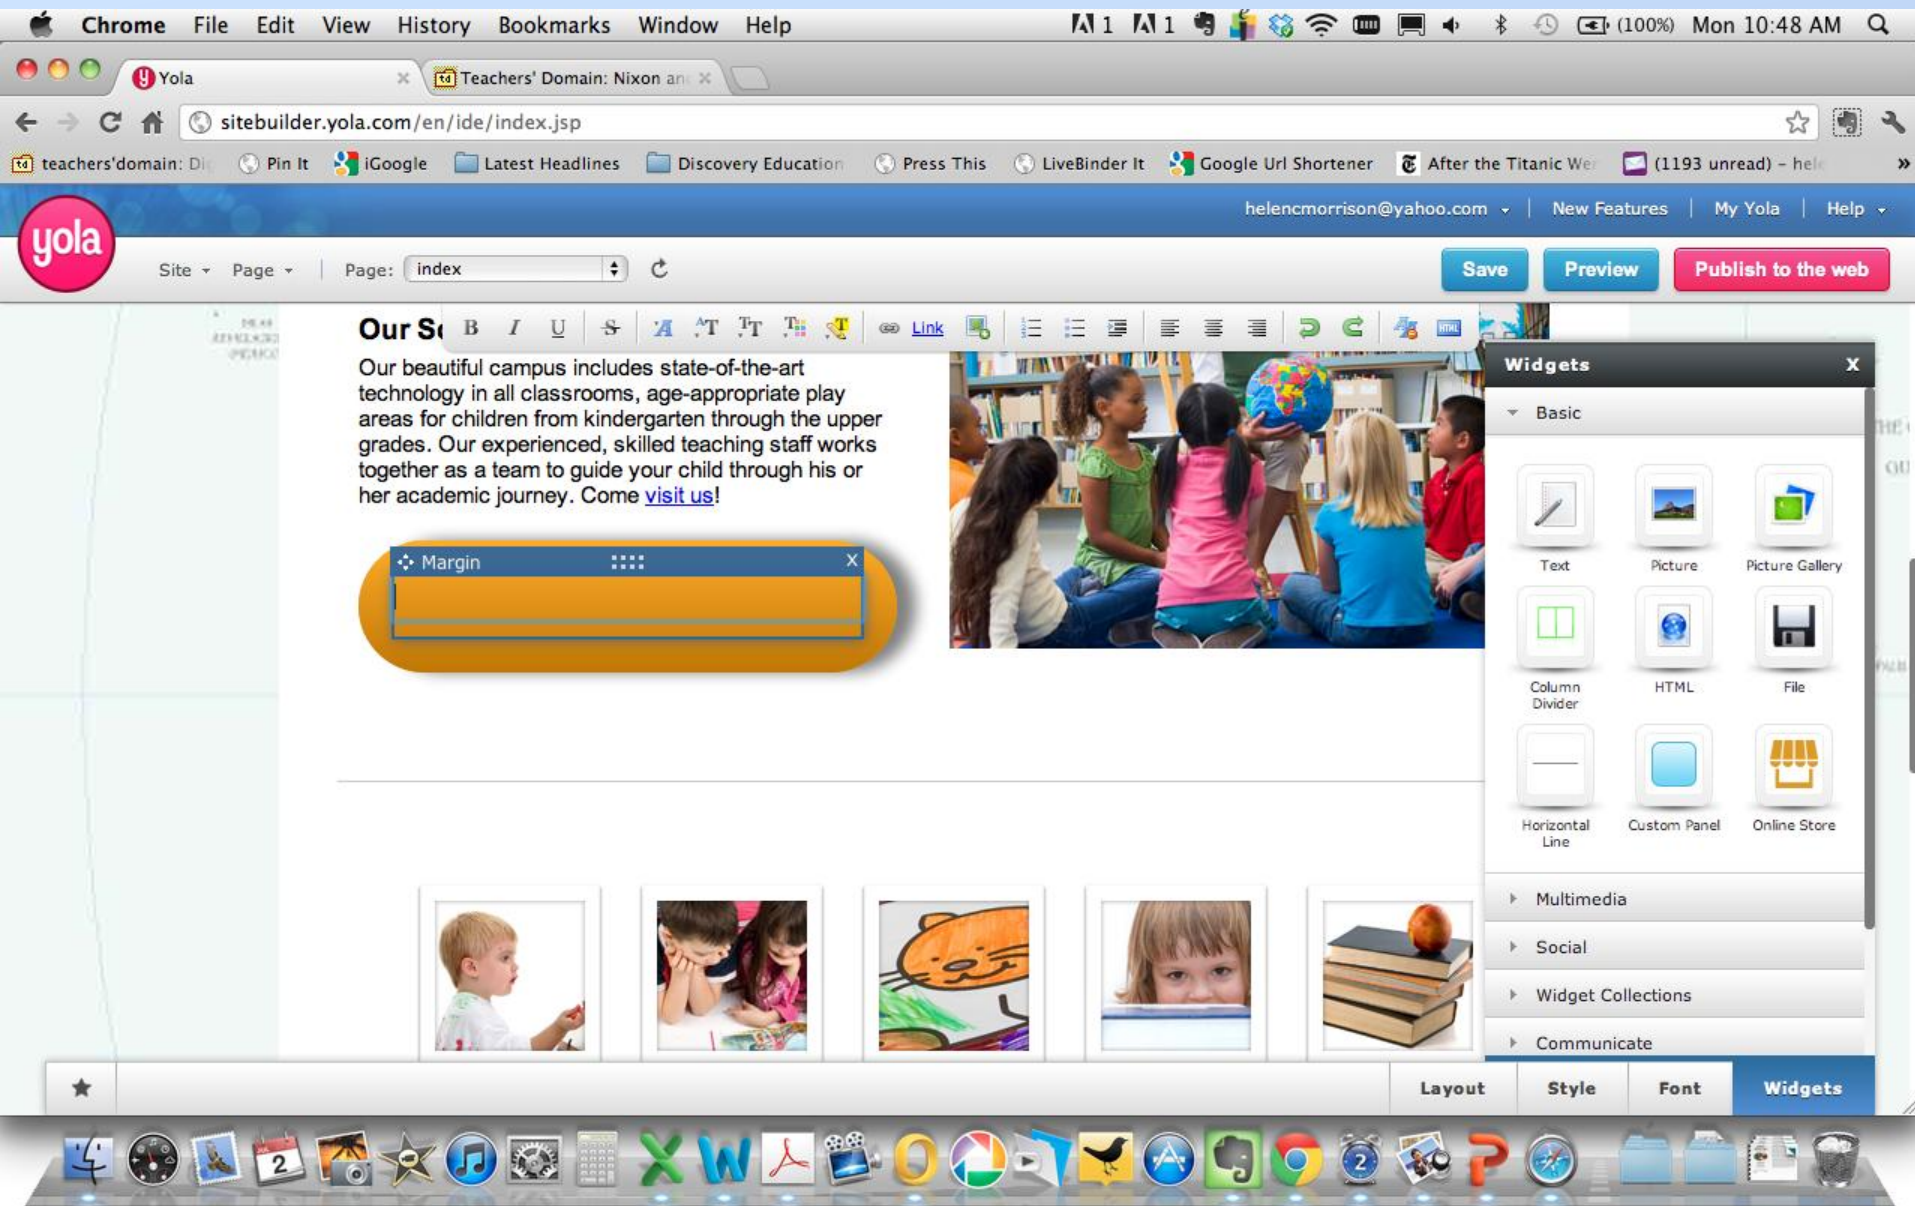 Chrome File Edit View History Bookmarks Window Help 1 1 (100%) Mon 10:48 AM
Yola
Teachers' Domain: Nixon an
sitebuilder.yola.com/en/ide/index.jsp
teachers'domain: Di Pin It iGoogle Latest Headlines Discovery Education Press This LiveBinder It Google Url Shortener After the Titanic We (1193 unread) – hel »
yola
helencmorrison@yahoo.com New Features My Yola Help
Site Page Page: index Save Preview Publish to the web
Our Sc
B I U S Link HTML
Our beautiful campus includes state-of-the-art
technology in all classrooms, age-appropriate play
areas for children from kindergarten through the upper
grades. Our experienced, skilled teaching staff works
together as a team to guide your child through his or
her academic journey. Come visit us!
Margin X
Widgets X
Basic
Text Picture Picture Gallery
Column Divider HTML File
Horizontal Line Custom Panel Online Store
Multimedia
Social
Widget Collections
Communicate
Layout Style Font Widgets